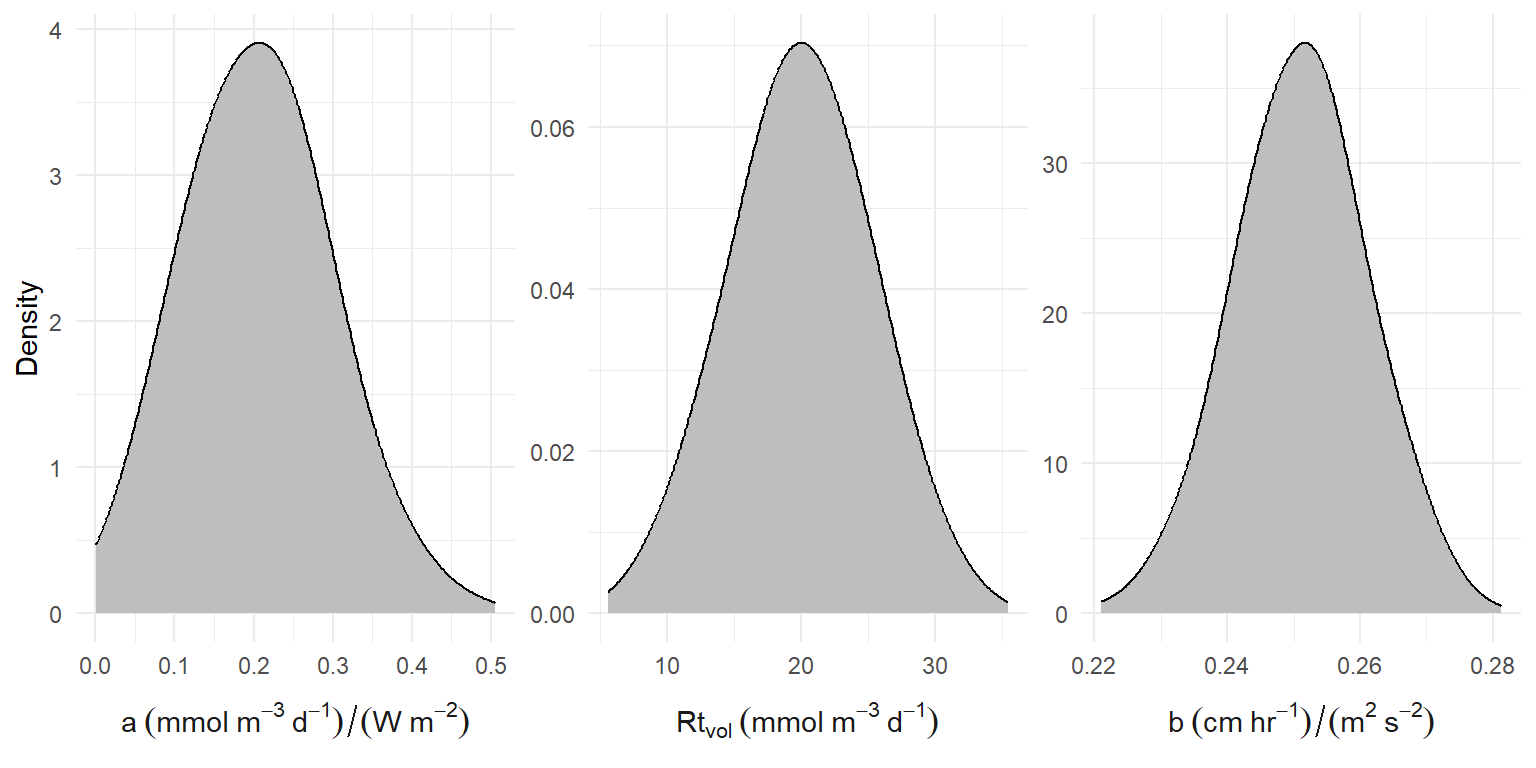 Density
4
3
2
1
0
0.0 0.1 0.2 0.3 0.4 0.5
a (mmol m⁻³ d⁻¹)/(W m⁻²)
0.06
0.04
0.02
0.00
10 20 30
Rt_vol (mmol m⁻³ d⁻¹)
30
20
10
0
0.22 0.24 0.26 0.28
b (cm hr⁻¹)/(m² s⁻²)